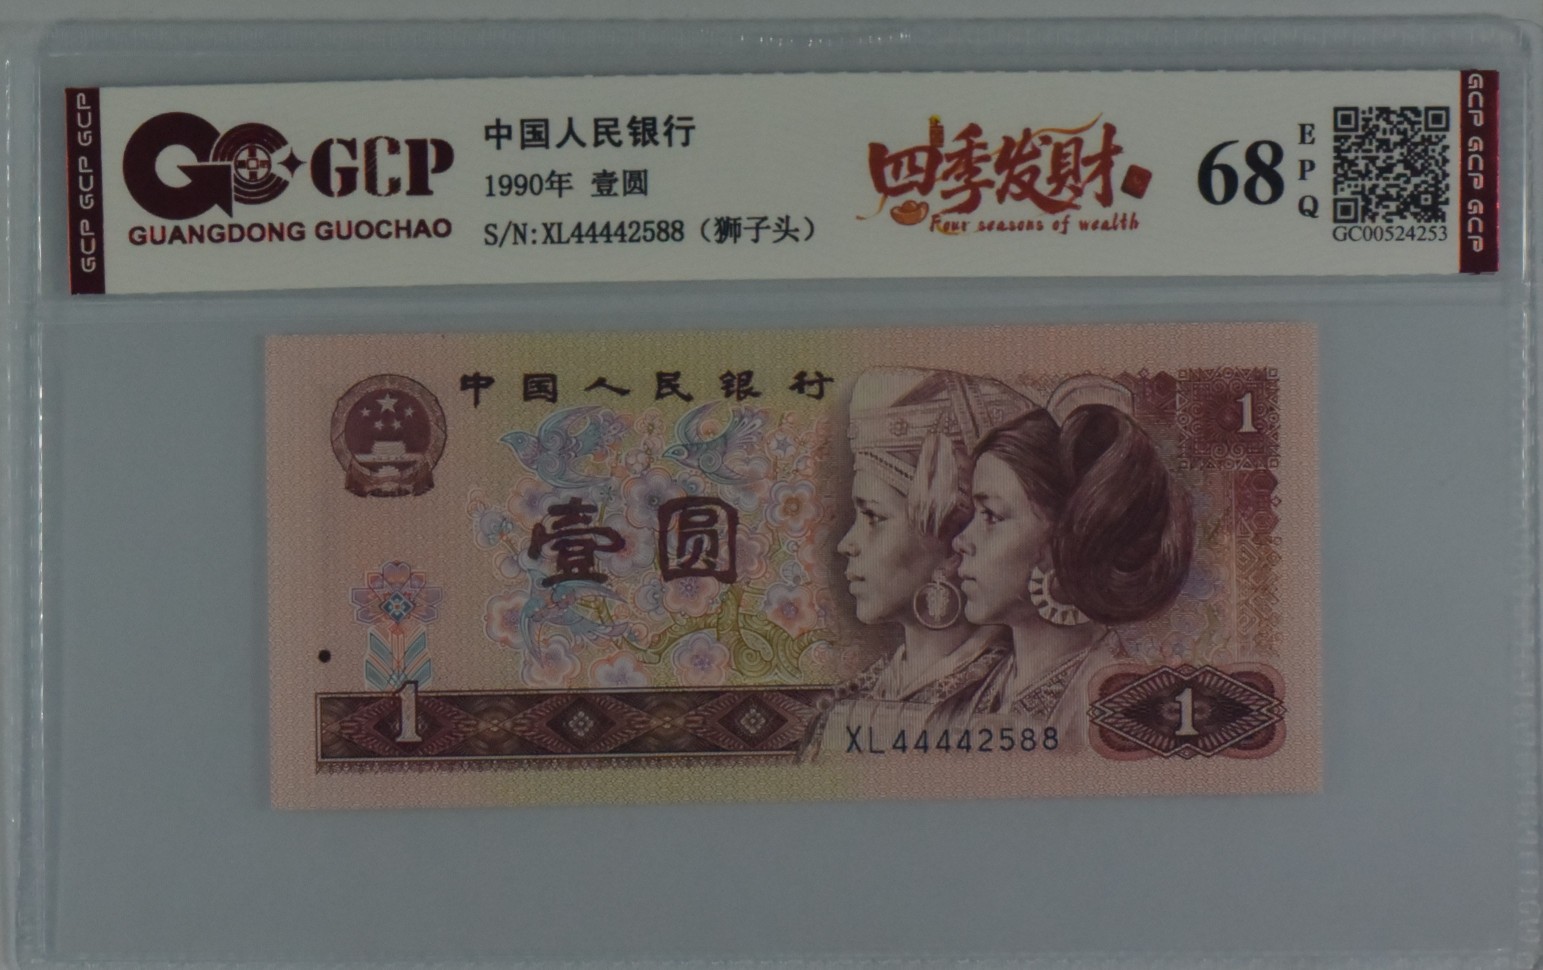 GCP GCP GCP
GCP
GUANGDONG GUOCHAO
中国人民银行
1990年 壹圆
S/N:XL44442588（狮子头）
四季发财
Four seasons of wealth
68
E
P
Q
GC00524253
GCP GCP GCP
中国人民银行
1
壹圆
1
XL44442588
1